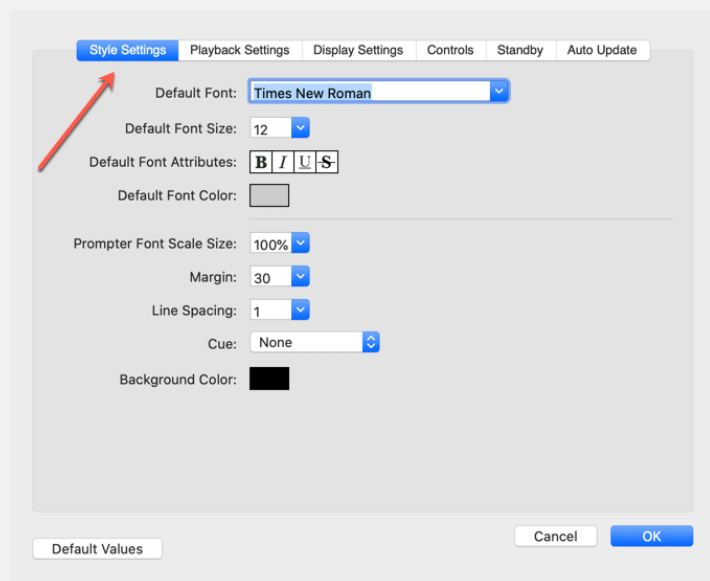 Style Settings Playback Settings Display Settings Controls Standby Auto Update
Default Font: Times New Roman
Default Font Size: 12
Default Font Attributes: B I U S
Default Font Color:
Prompter Font Scale Size: 100%
Margin: 30
Line Spacing: 1
Cue: None
Background Color:
Cancel OK
Default Values